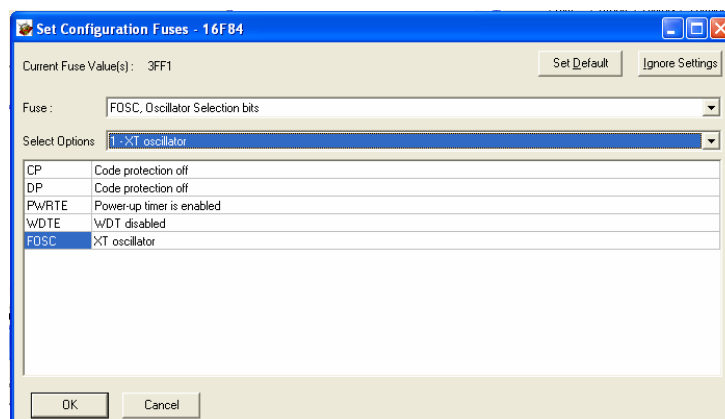 Set Configuration Fuses - 16F84
Current Fuse Value(s) : 3FF1
Set Default
Ignore Settings
Fuse :
FOSC, Oscillator Selection bits
Select Options
1 - XT oscillator
CP Code protection off
DP Code protection off
PWRTE Power-up timer is enabled
WDTE WDT disabled
FOSC XT oscillator
OK
Cancel